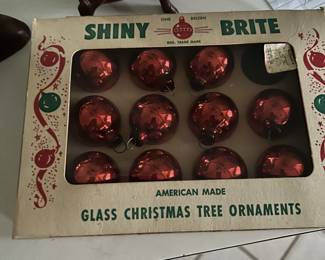 SHINY BRITE
REG. TRADE MARK
AMERICAN MADE
GLASS CHRISTMAS TREE ORNAMENTS